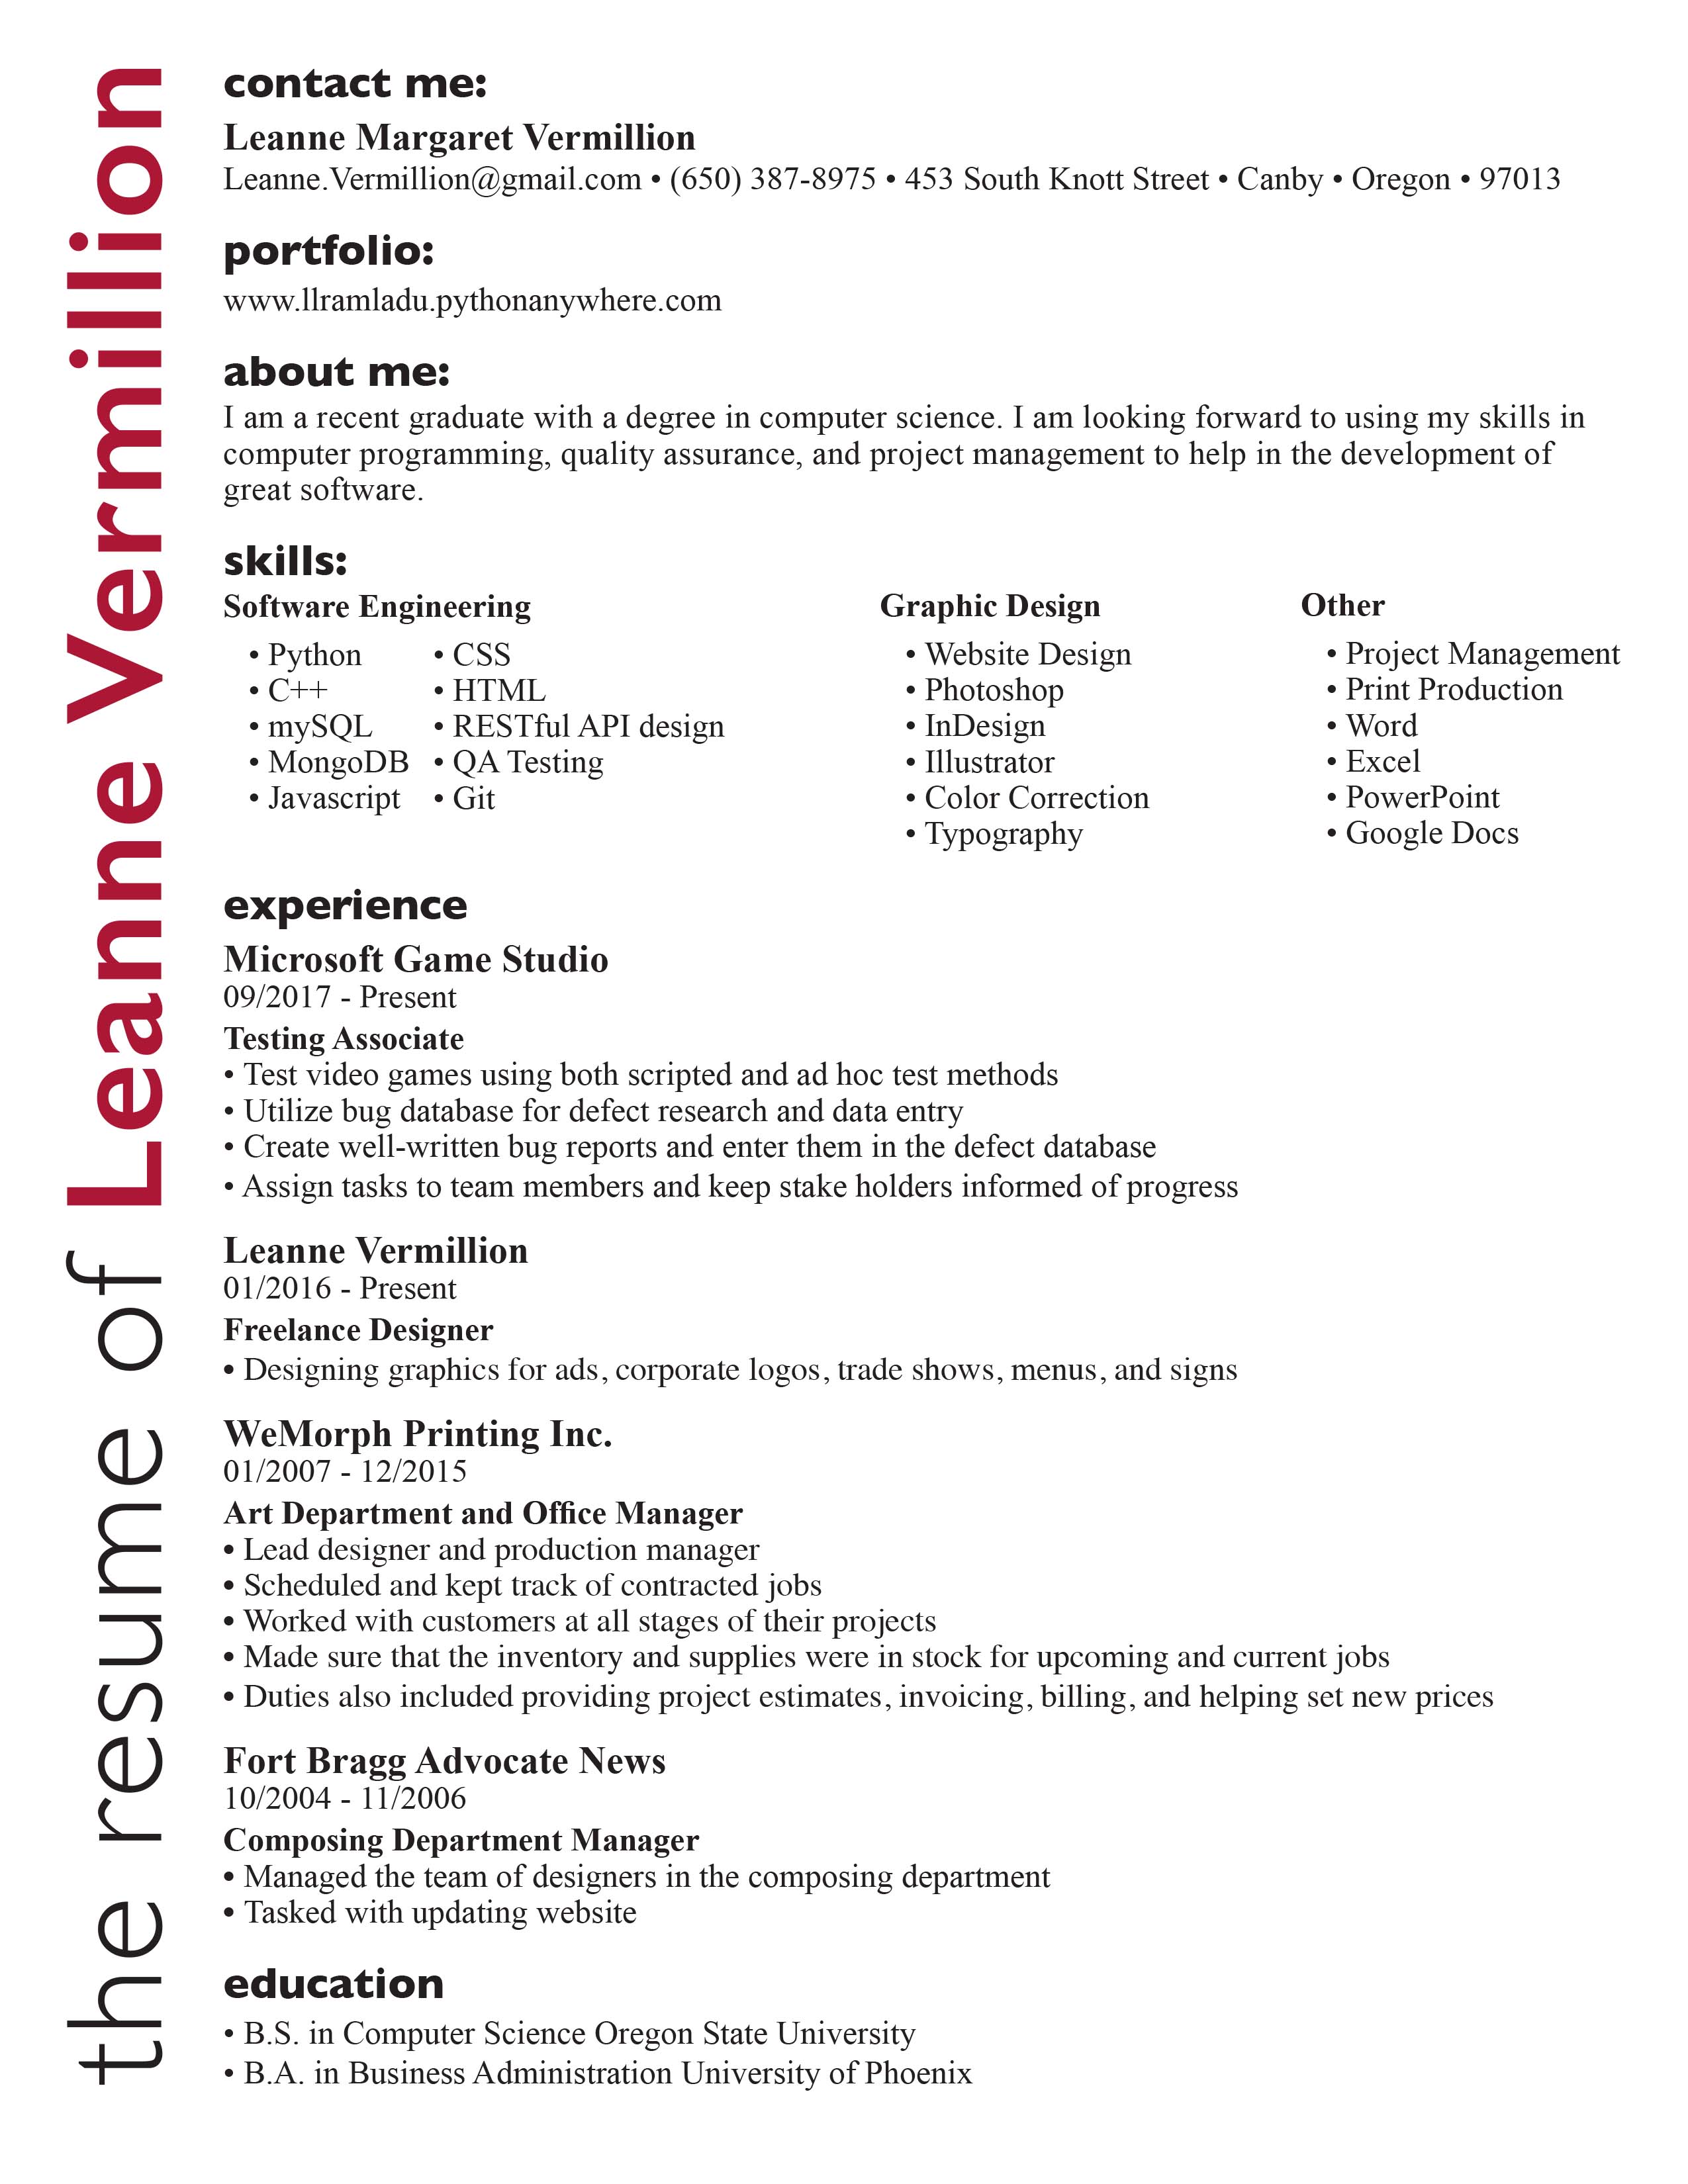 the resume of Leanne Vermillion
contact me:
Leanne Margaret Vermillion
Leanne.Vermillion@gmail.com • (650) 387-8975 • 453 South Knott Street • Canby • Oregon • 97013
portfolio:
www.llramladu.pythonanywhere.com
about me:
I am a recent graduate with a degree in computer science. I am looking forward to using my skills in
computer programming, quality assurance, and project management to help in the development of
great software.
skills:
Software Engineering
• Python
• C++
• mySQL
• MongoDB
• Javascript
• CSS
• HTML
• RESTful API design
• QA Testing
• Git
Graphic Design
• Website Design
• Photoshop
• InDesign
• Illustrator
• Color Correction
• Typography
Other
• Project Management
• Print Production
• Word
• Excel
• PowerPoint
• Google Docs
experience
Microsoft Game Studio
09/2017 - Present
Testing Associate
• Test video games using both scripted and ad hoc test methods
• Utilize bug database for defect research and data entry
• Create well-written bug reports and enter them in the defect database
• Assign tasks to team members and keep stake holders informed of progress
Leanne Vermillion
01/2016 - Present
Freelance Designer
• Designing graphics for ads, corporate logos, trade shows, menus, and signs
WeMorph Printing Inc.
01/2007 - 12/2015
Art Department and Office Manager
• Lead designer and production manager
• Scheduled and kept track of contracted jobs
• Worked with customers at all stages of their projects
• Made sure that the inventory and supplies were in stock for upcoming and current jobs
• Duties also included providing project estimates, invoicing, billing, and helping set new prices
Fort Bragg Advocate News
10/2004 - 11/2006
Composing Department Manager
• Managed the team of designers in the composing department
• Tasked with updating website
education
• B.S. in Computer Science Oregon State University
• B.A. in Business Administration University of Phoenix